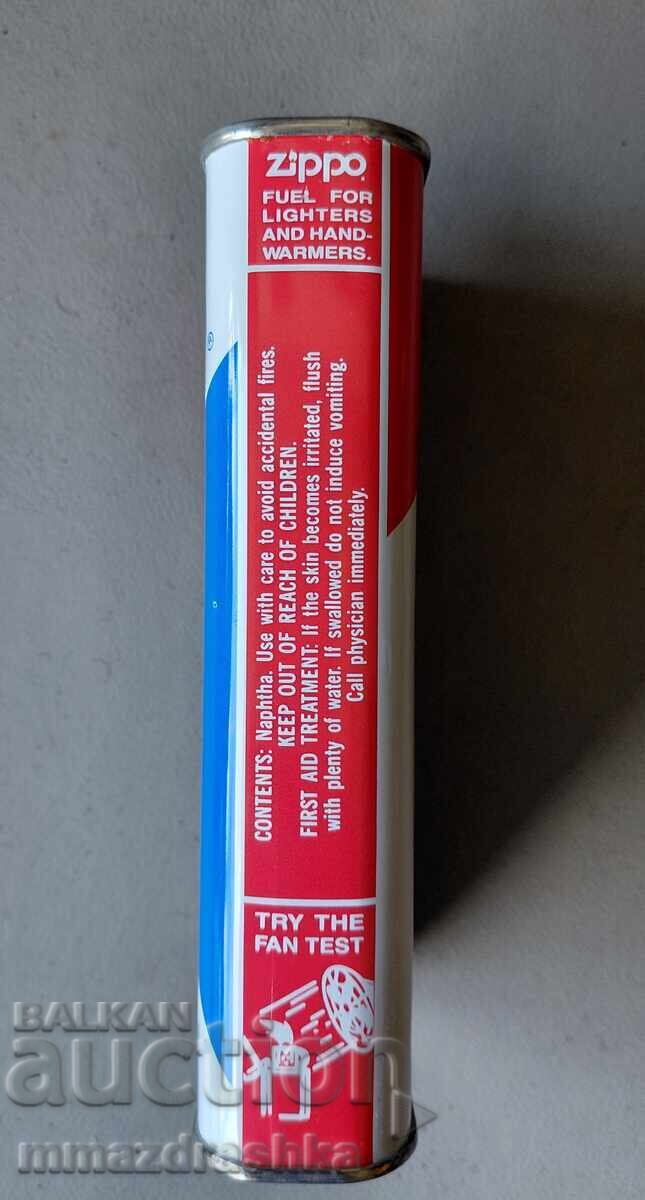 Zippo
FUEL FOR
LIGHTERS
AND HAND-
WARMERS.
®
CONTENTS: Naphtha. Use with care to avoid accidental fires.
KEEP OUT OF REACH OF CHILDREN.
FIRST AID TREATMENT: If the skin becomes irritated, flush
with plenty of water. If swallowed do not induce vomiting.
Call physician immediately.
TRY THE
FAN TEST
BALKAN
auction
mmazdrashka